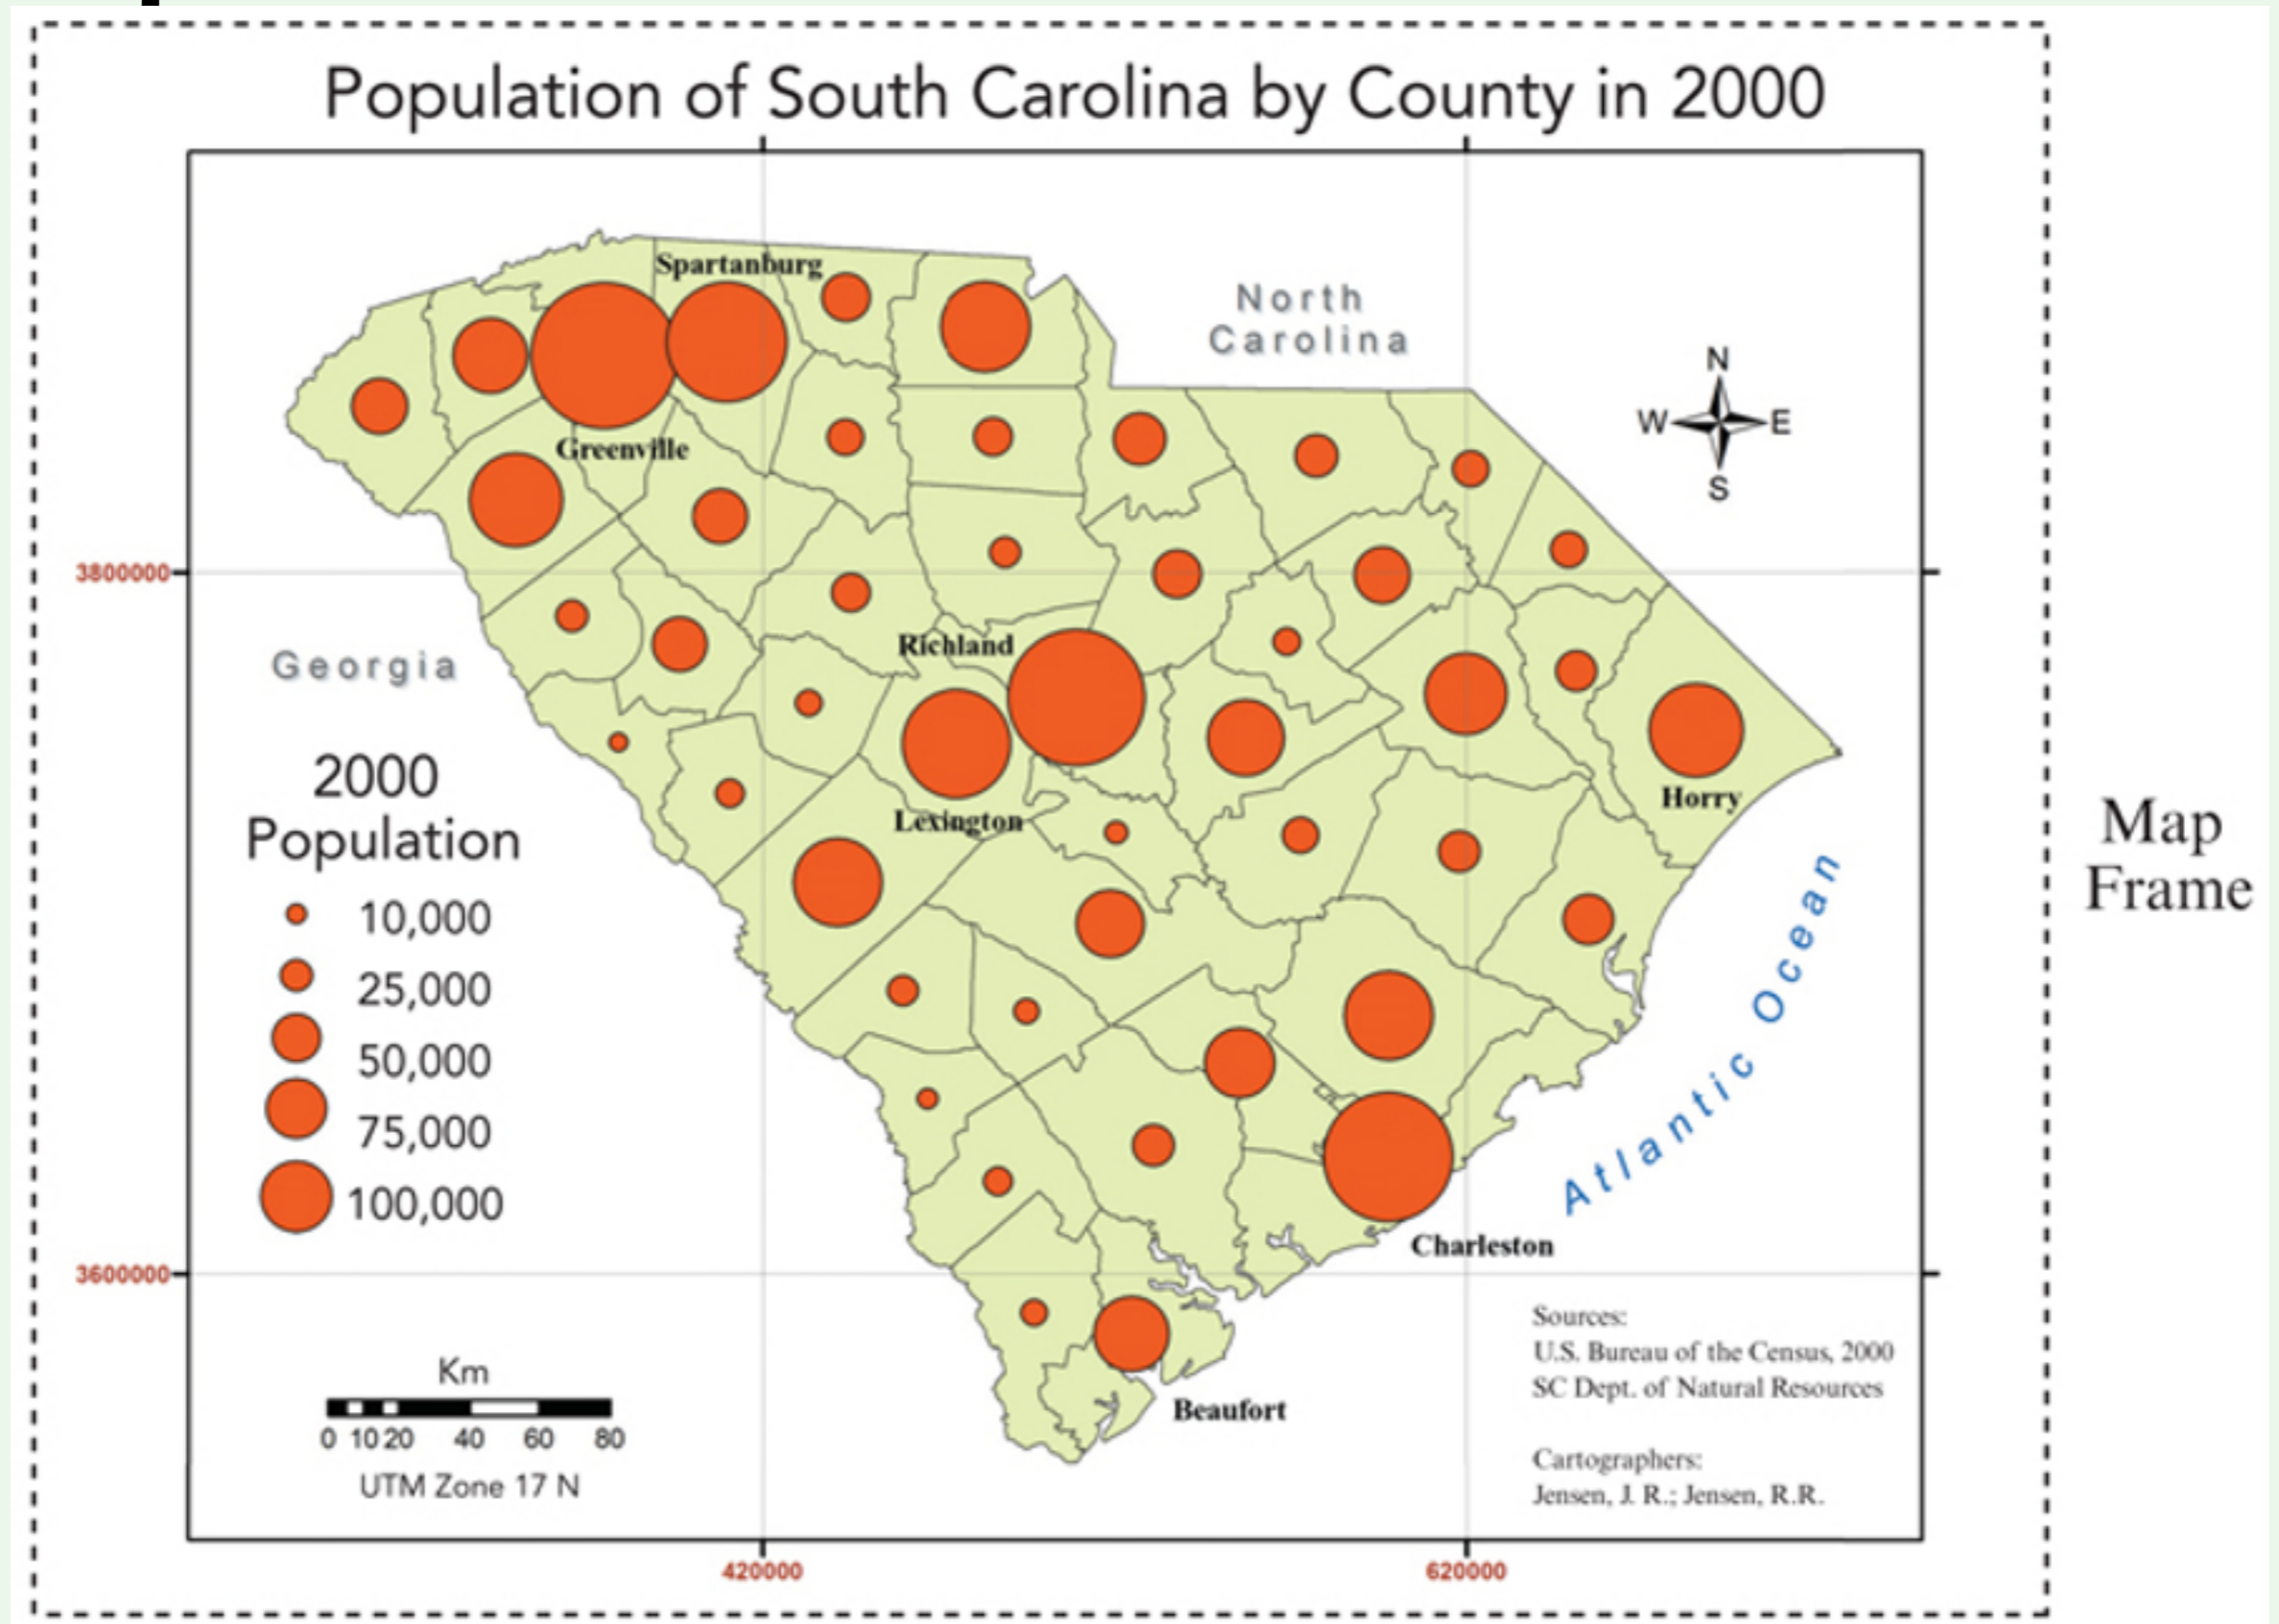 Population of South Carolina by County in 2000
Spartanburg
North
Carolina
N
W E
S
Greenville
3800000
Richland
Georgia
2000
Population
Horry
Lexington
Map
Frame
10,000
25,000
50,000
75,000
100,000
Atlantic Ocean
Charleston
3600000
Sources:
U.S. Bureau of the Census, 2000
SC Dept. of Natural Resources
Km
0 10 20 40 60 80
UTM Zone 17 N
Beaufort
Cartographers:
Jensen, J. R.; Jensen, R.R.
420000 620000